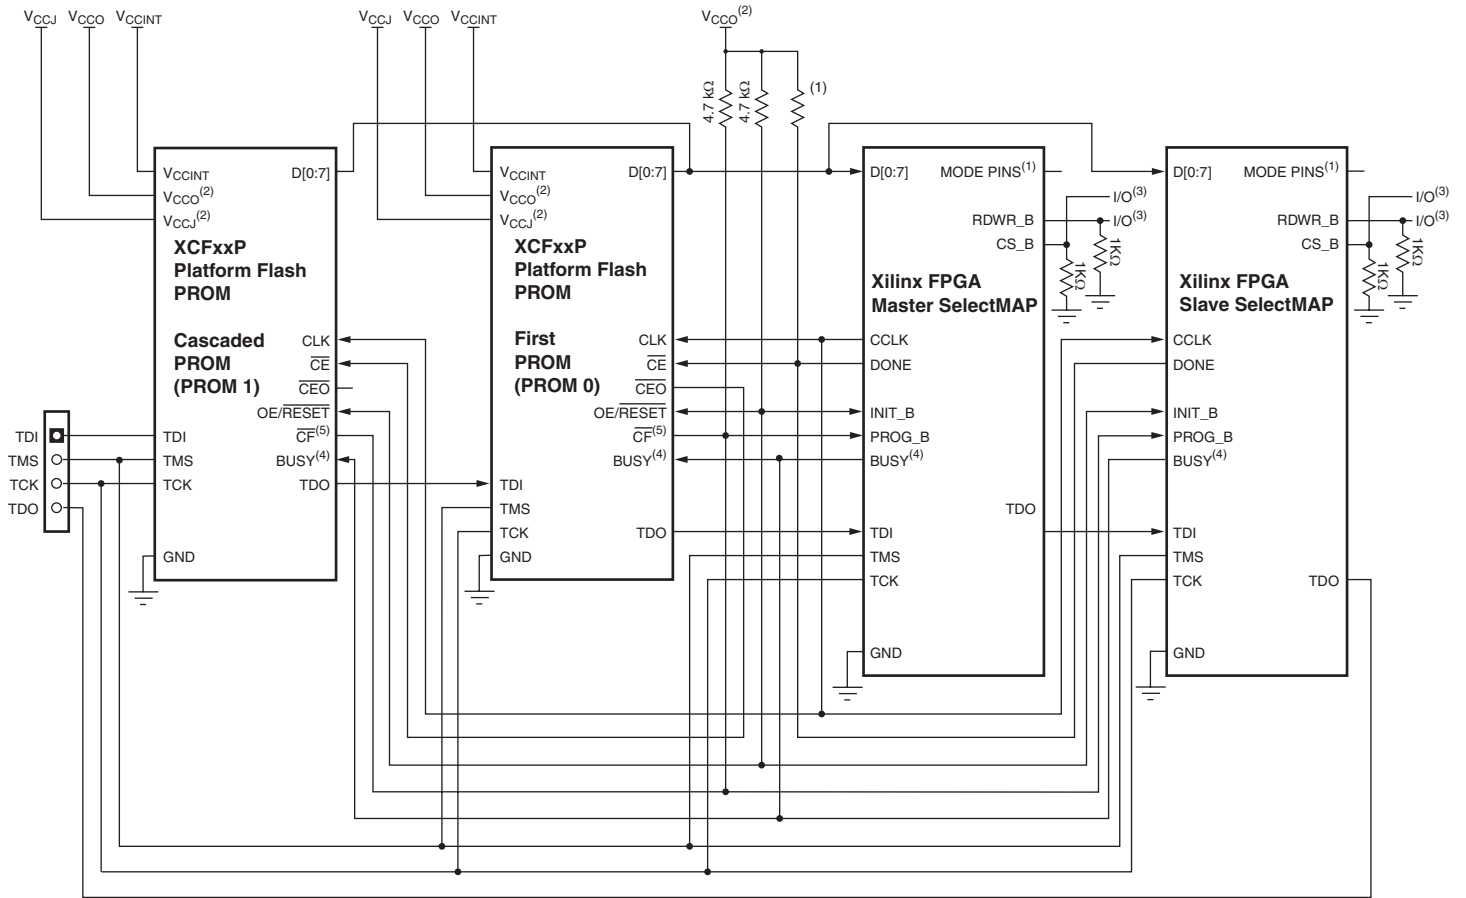 VCCJ VCCO VCCINT
VCCJ VCCO VCCINT
VCCO(2)
4.7 kΩ
4.7 kΩ
(1)
VCCINT
VCCO(2)
VCCJ(2)
D[0:7]
XCFxxP
Platform Flash
PROM
Cascaded
PROM
(PROM 1)
CLK
CE
CEO
OE/RESET
CF(5)
BUSY(4)
TDO
TDI
TMS
TCK
GND
TDI
TMS
TCK
TDO
VCCINT
VCCO(2)
VCCJ(2)
D[0:7]
XCFxxP
Platform Flash
PROM
First
PROM
(PROM 0)
CLK
CE
CEO
OE/RESET
CF(5)
BUSY(4)
TDI
TMS
TCK
TDO
GND
D[0:7]
MODE PINS(1)
I/O(3)
RDWR_B
I/O(3)
CS_B
1KΩ
1KΩ
Xilinx FPGA
Master SelectMAP
CCLK
DONE
INIT_B
PROG_B
BUSY(4)
TDO
TDI
TMS
TCK
GND
D[0:7]
MODE PINS(1)
I/O(3)
RDWR_B
I/O(3)
CS_B
1KΩ
1KΩ
Xilinx FPGA
Slave SelectMAP
CCLK
DONE
INIT_B
PROG_B
BUSY(4)
TDI
TMS
TCK
TDO
GND